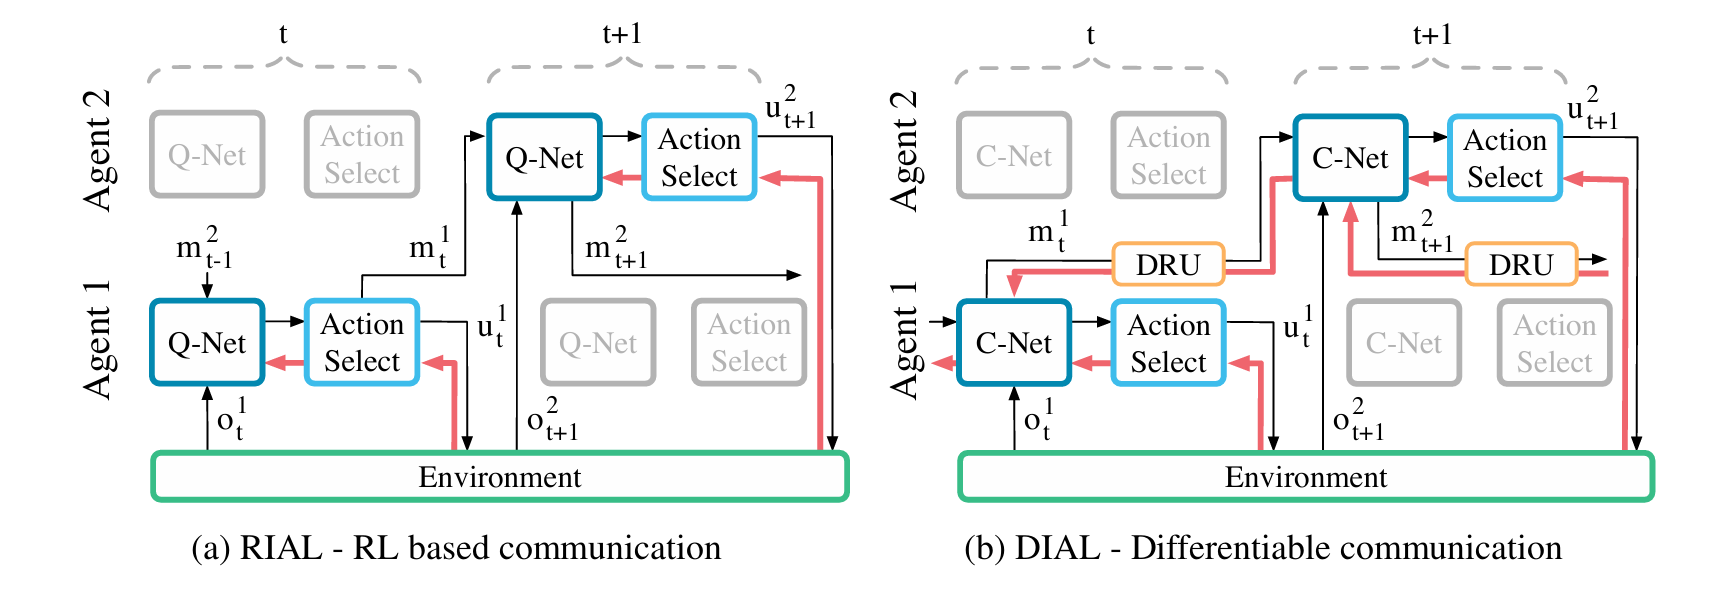 t
t+1
Agent 2
Q-Net
Action
Select
Q-Net
Action
Select
u^2_{t+1}
m^2_{t-1}
m^1_t
m^2_{t+1}
Agent 1
Q-Net
Action
Select
u^1_t
Q-Net
Action
Select
o^1_t
o^2_{t+1}
Environment
(a) RIAL - RL based communication
t
t+1
Agent 2
C-Net
Action
Select
C-Net
Action
Select
u^2_{t+1}
m^1_t
DRU
m^2_{t+1}
DRU
Agent 1
C-Net
Action
Select
u^1_t
C-Net
Action
Select
o^1_t
o^2_{t+1}
Environment
(b) DIAL - Differentiable communication